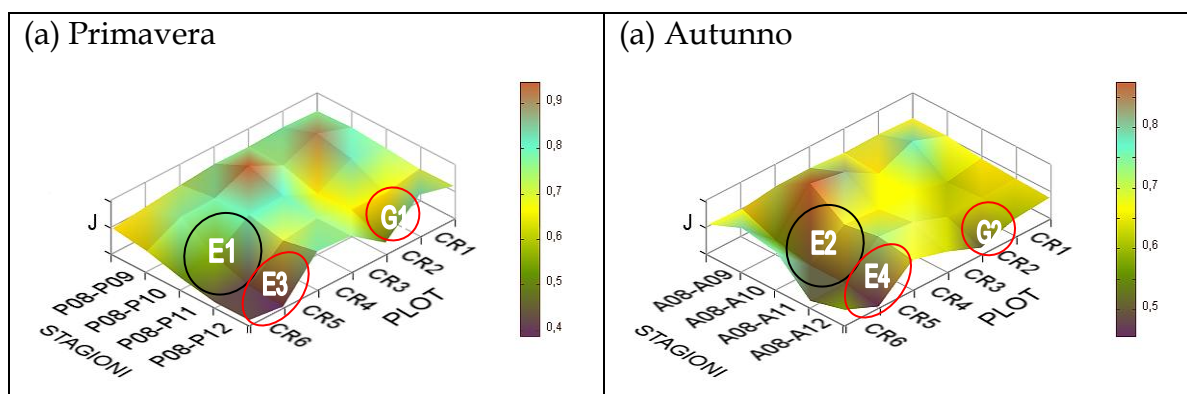 (a) Primavera
J
E1
E3
G1
0,9
0,8
0,7
0,6
0,5
0,4
P08-P09
P08-P10
P08-P11
P08-P12
STAGIONI
CR6
CR5
CR4
CR3
CR2
CR1
PLOT
(a) Autunno
J
E2
E4
G2
0,8
0,7
0,6
0,5
A08-A09
A08-A10
A08-A11
A08-A12
STAGIONI
CR6
CR5
CR4
CR3
CR2
CR1
PLOT